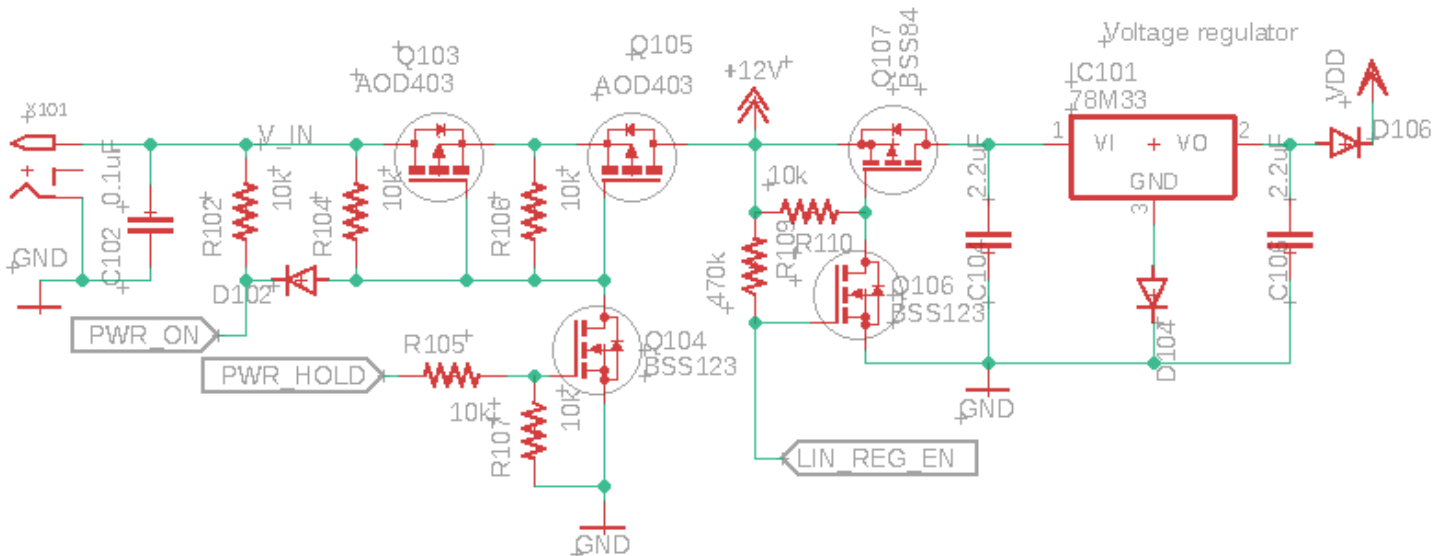 X101
GND
0.1uF
C102
V_IN
R102
10k
D102
PWR_ON
R104
10k
Q103
AOD403
R106
10k
Q105
AOD403
PWR_HOLD
R105
10k
R107
10k
Q104
BSS123
GND
+12V
10k
R110
R109
470k
Q107
BSS84
Q106
BSS123
LIN_REG_EN
2.2uF
GND
Voltage regulator
IC101
78M33
1
VI
VO
2
GND
3
D104
2.2uF
VDD
D106